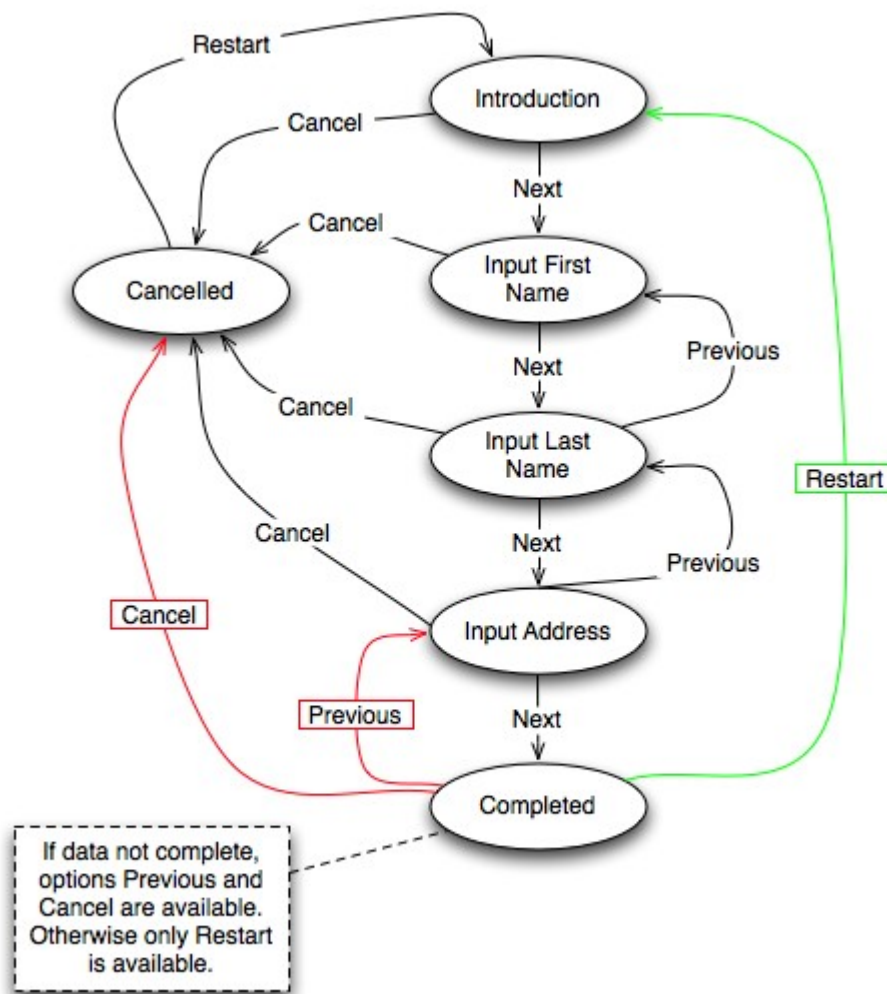 Restart
Introduction
Cancel
Next
Cancel
Input First
Name
Cancelled
Previous
Next
Cancel
Input Last
Name
Restart
Cancel
Next
Previous
Cancel
Input Address
Previous
Next
Completed
If data not complete,
options Previous and
Cancel are available.
Otherwise only Restart
is available.